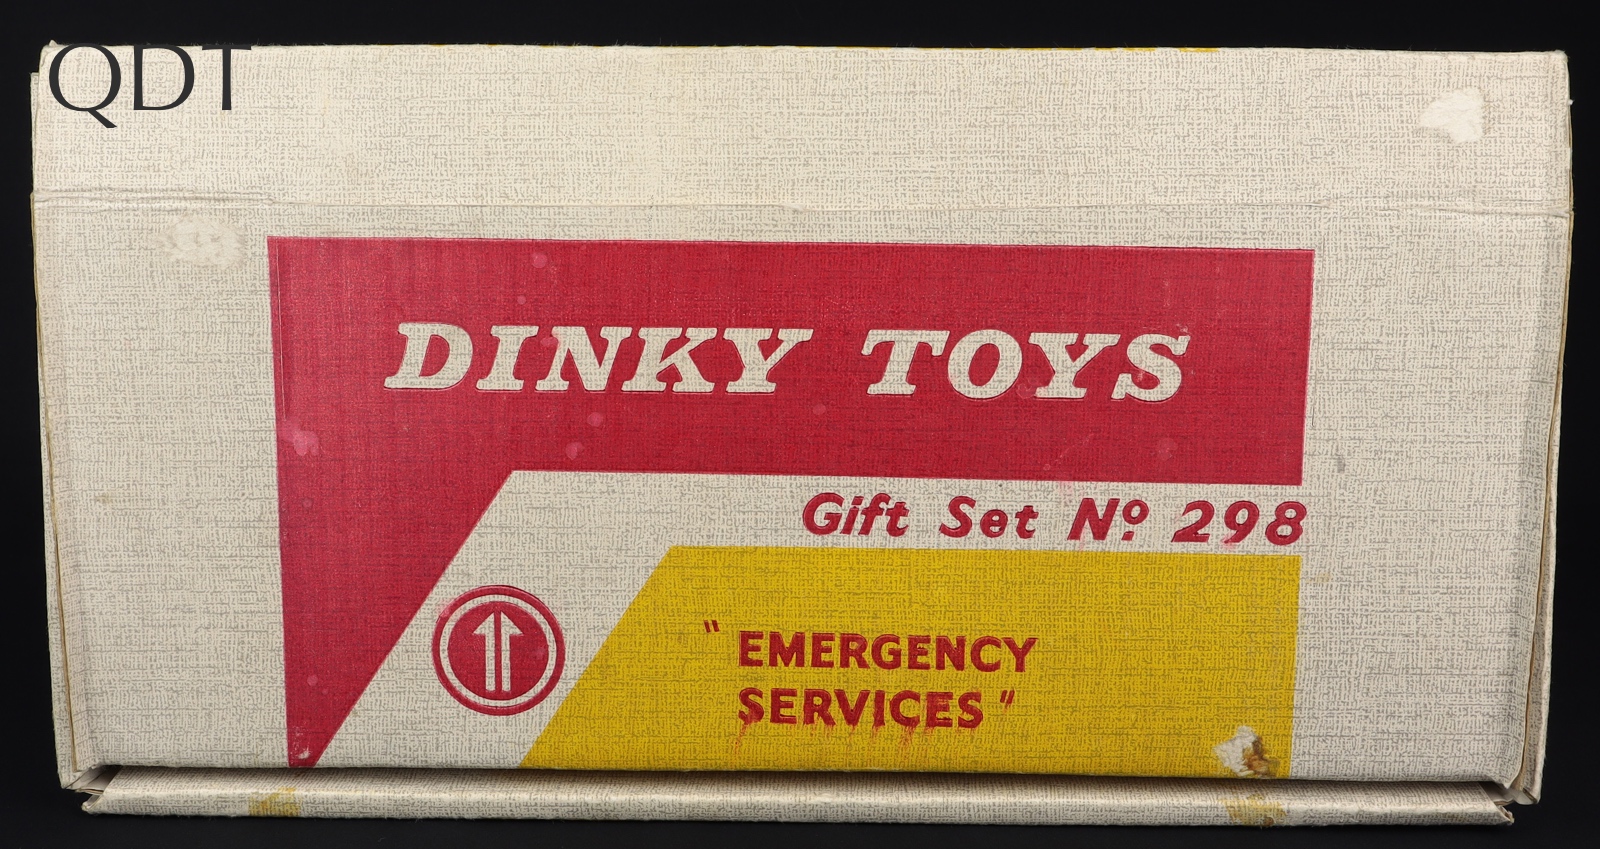 QDT
DINKY TOYS
Gift Set Nº. 298
"EMERGENCY
SERVICES"